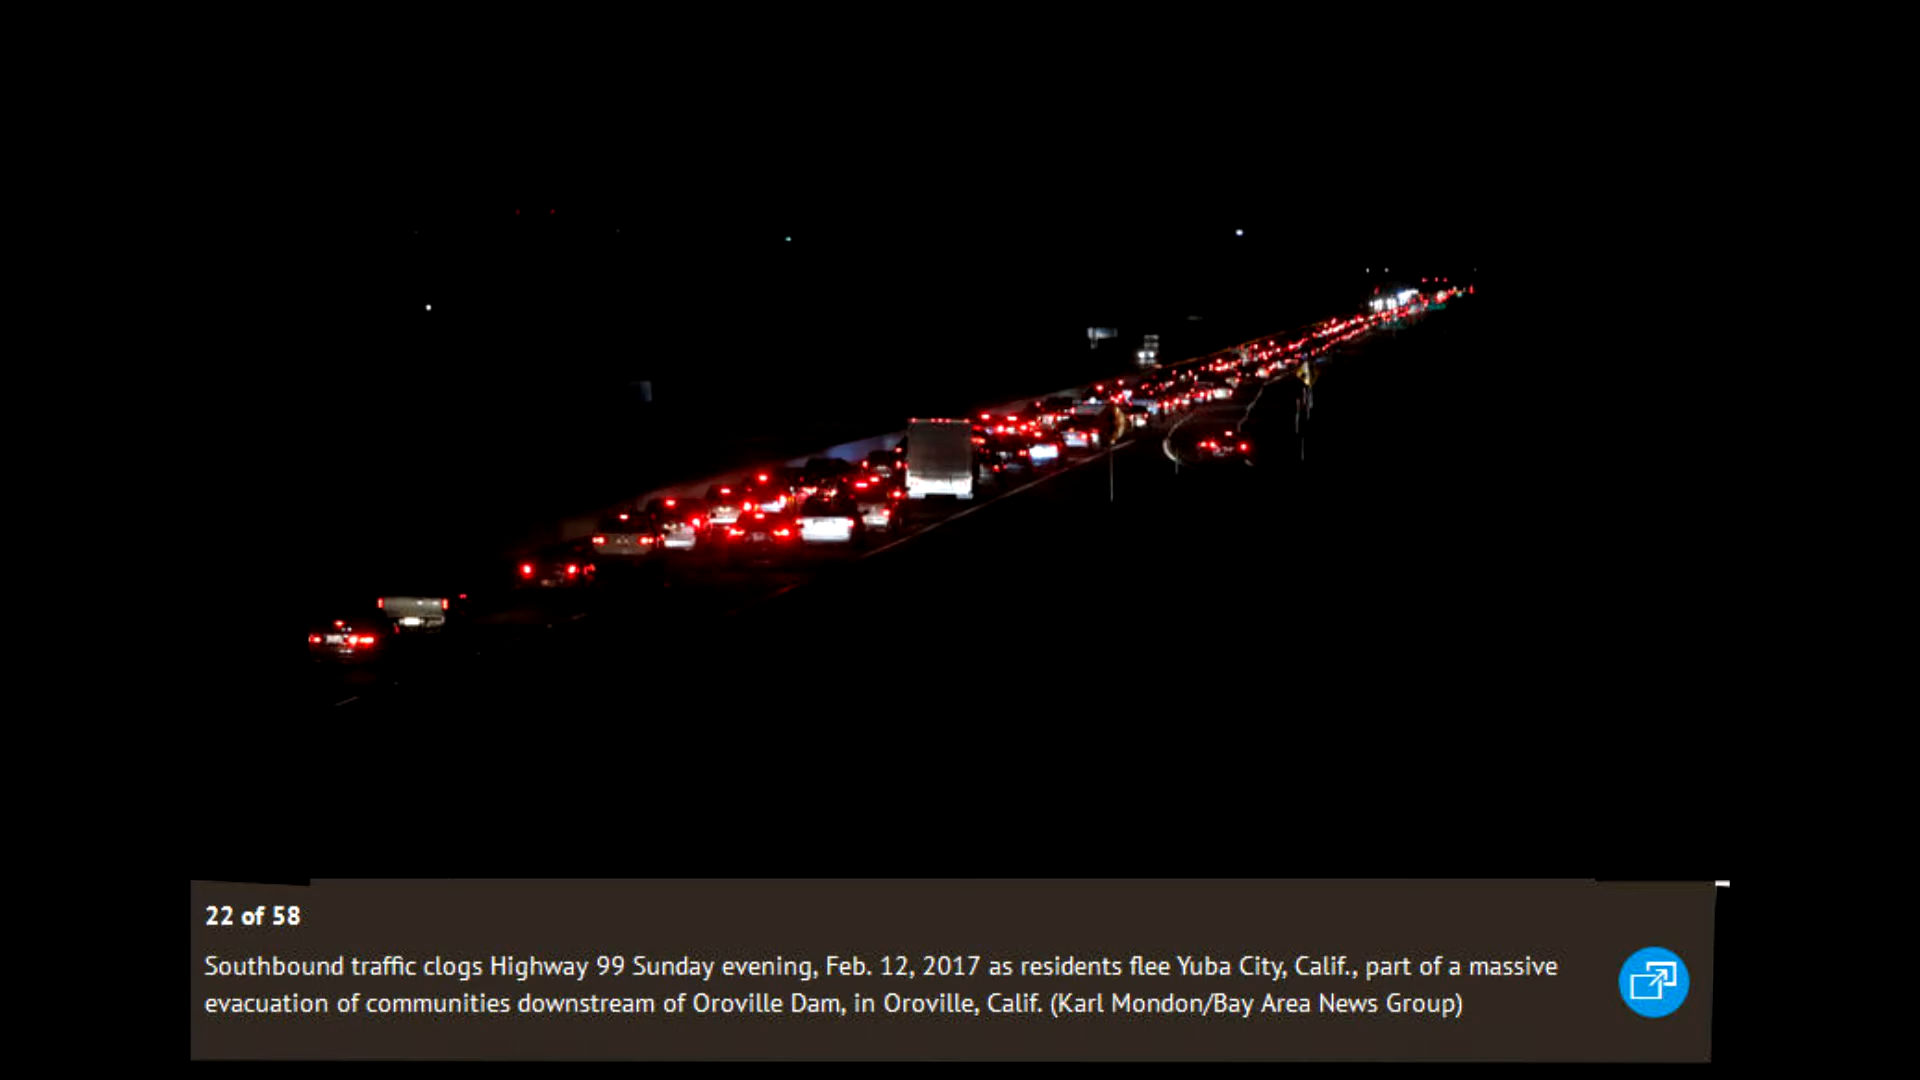 22 of 58
Southbound traffic clogs Highway 99 Sunday evening, Feb. 12, 2017 as residents flee Yuba City, Calif., part of a massive
evacuation of communities downstream of Oroville Dam, in Oroville, Calif. (Karl Mondon/Bay Area News Group)